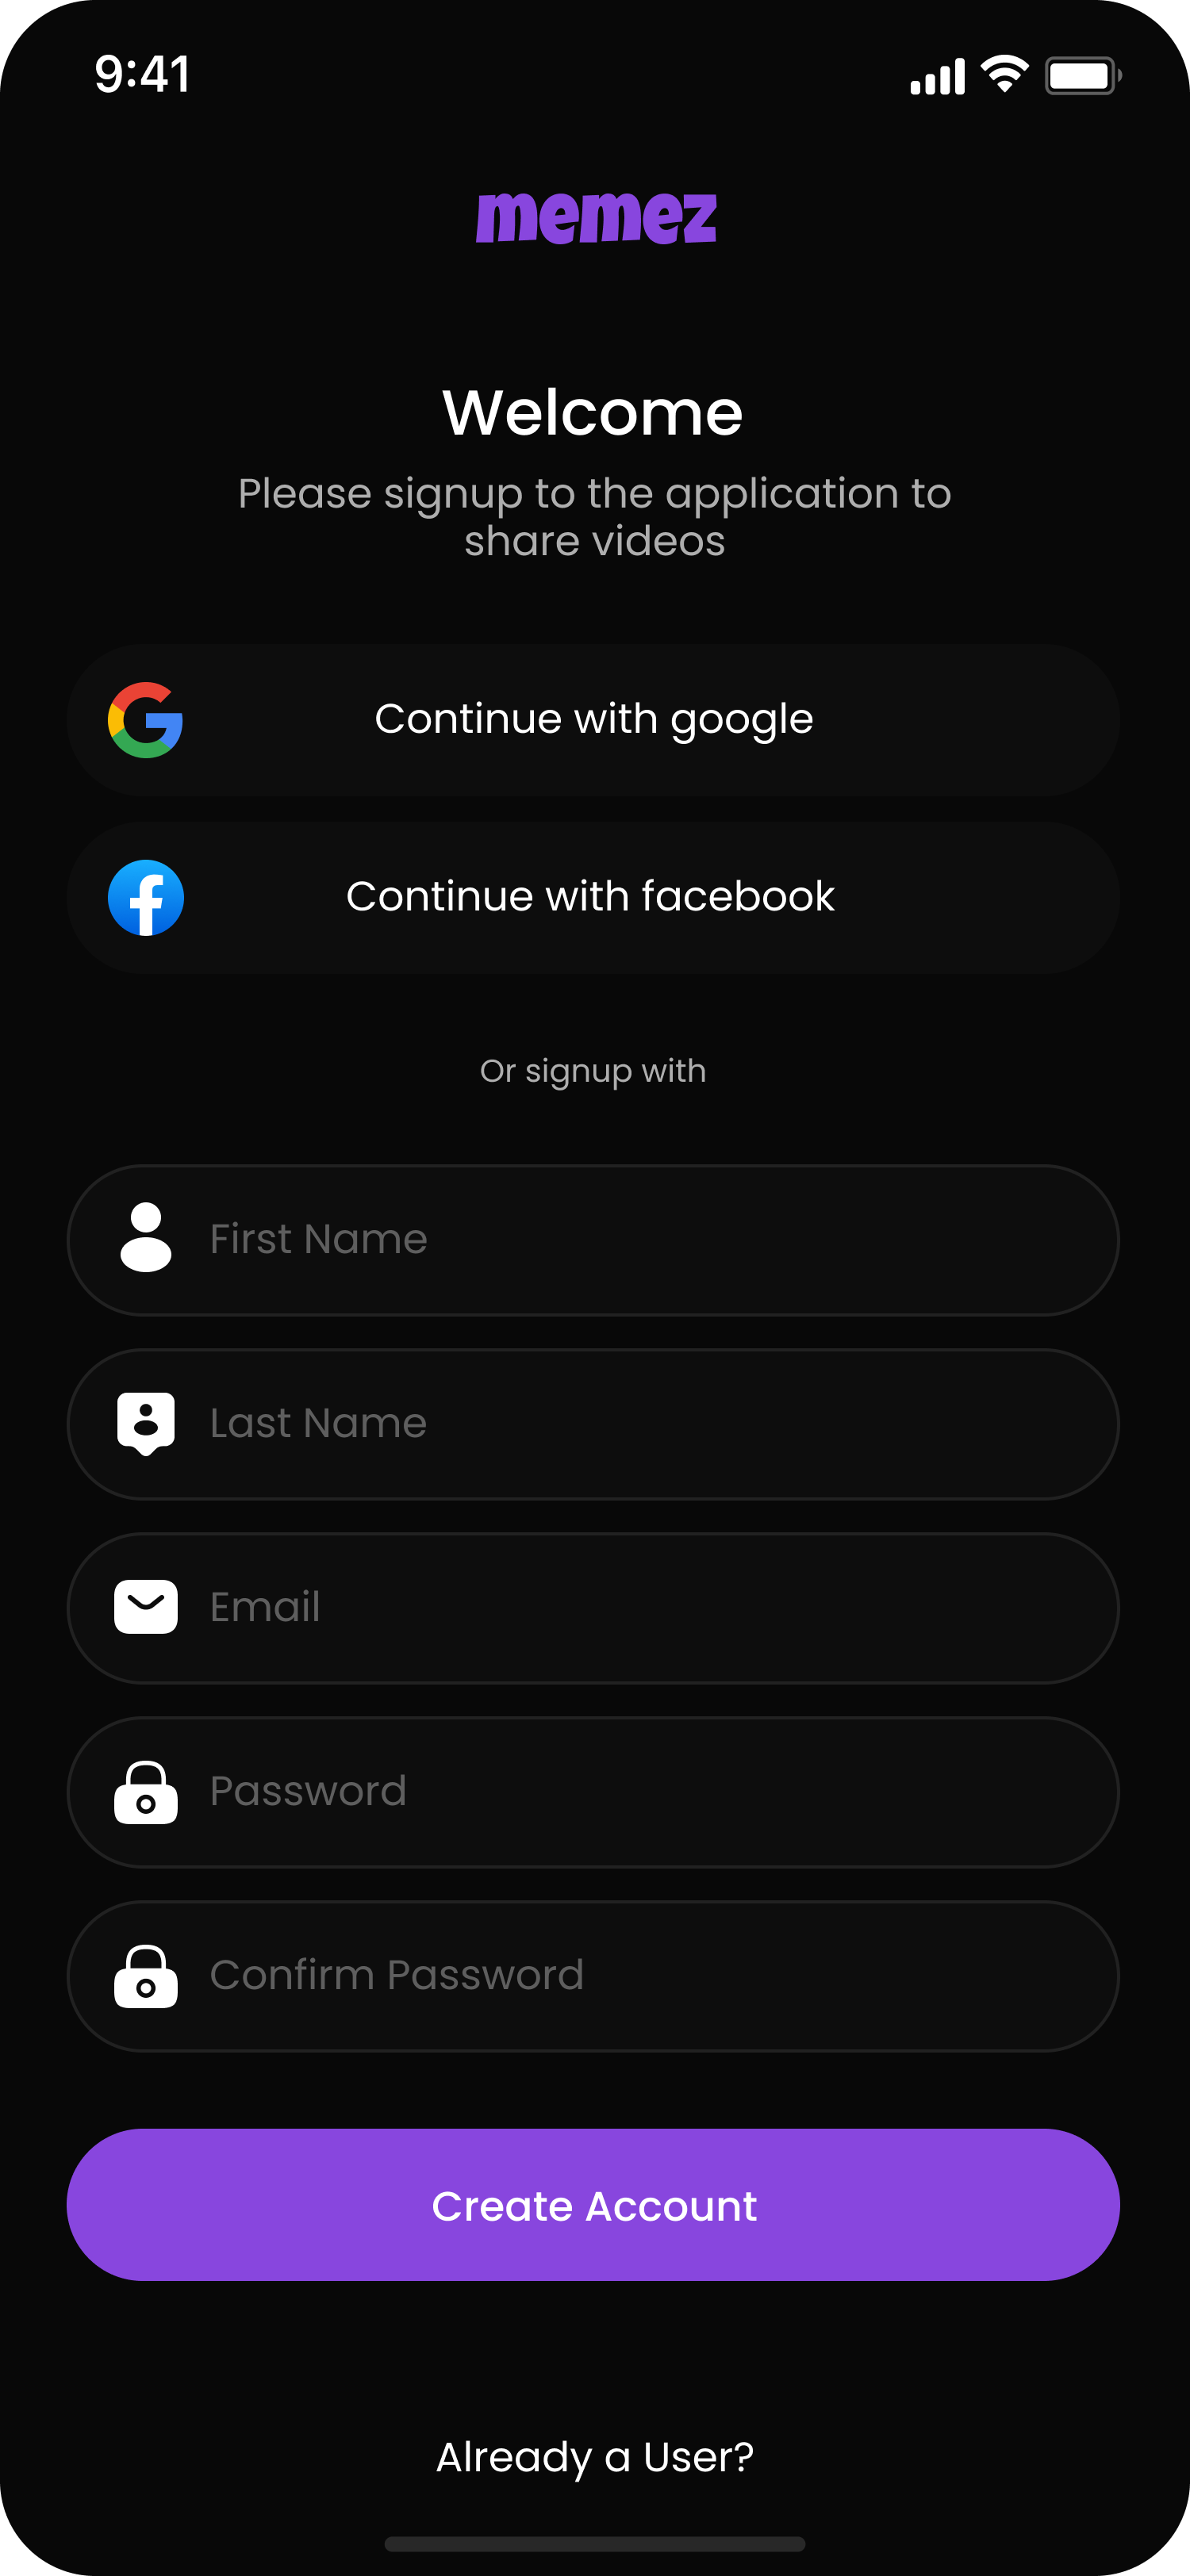 9:41
memez
Welcome
Please signup to the application to
share videos
Continue with google
Continue with facebook
Or signup with
First Name
Last Name
Email
Password
Confirm Password
Create Account
Already a User?